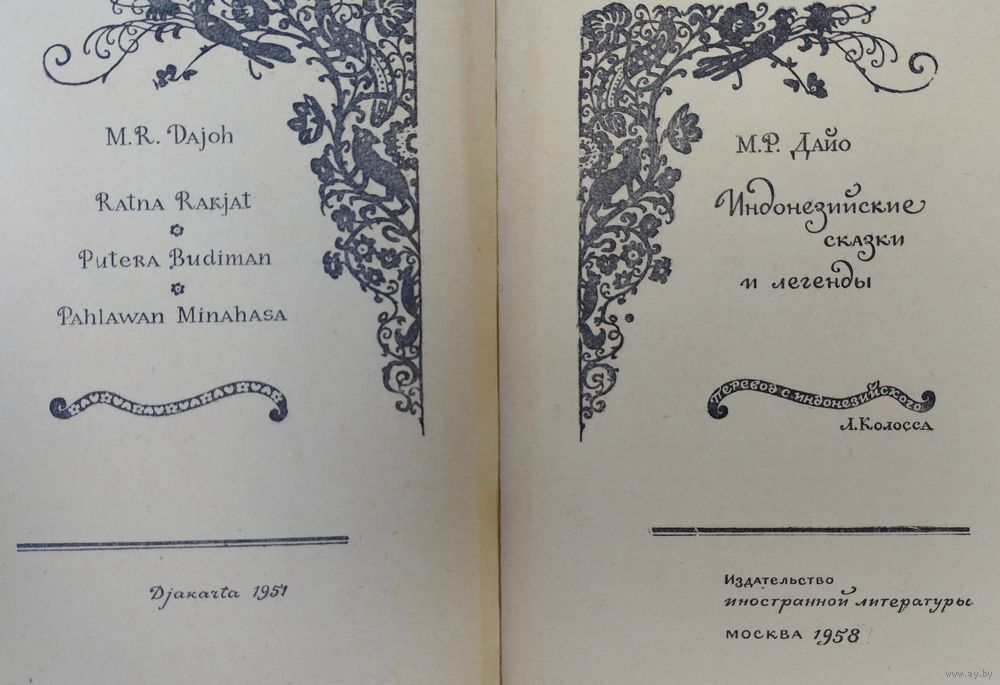 M.R. Dajoh
Ratna Rakjat
Putera Budiman
Pahlawan Minahasa
Djakarta 1951
М.Р. Дайо
Индонезийские
сказки
и легенды
Перевод с индонезийского
Л. Колосса
Издательство
иностранной литературы
Москва 1958
www.ay.by